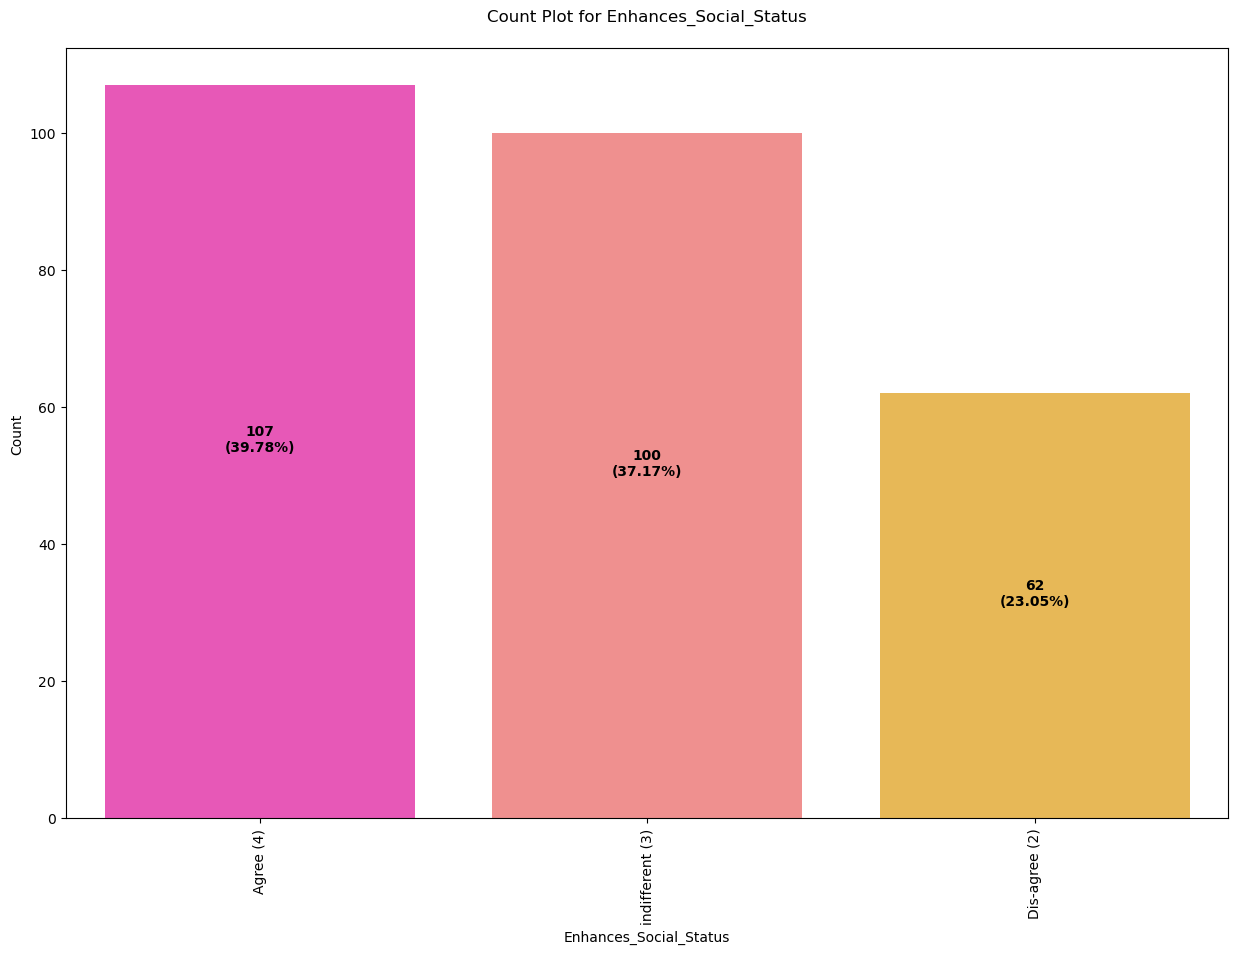 Count Plot for Enhances_Social_Status
Count
100
80
60
40
20
0
107
(39.78%)
100
(37.17%)
62
(23.05%)
Agree (4)
indifferent (3)
Dis-agree (2)
Enhances_Social_Status